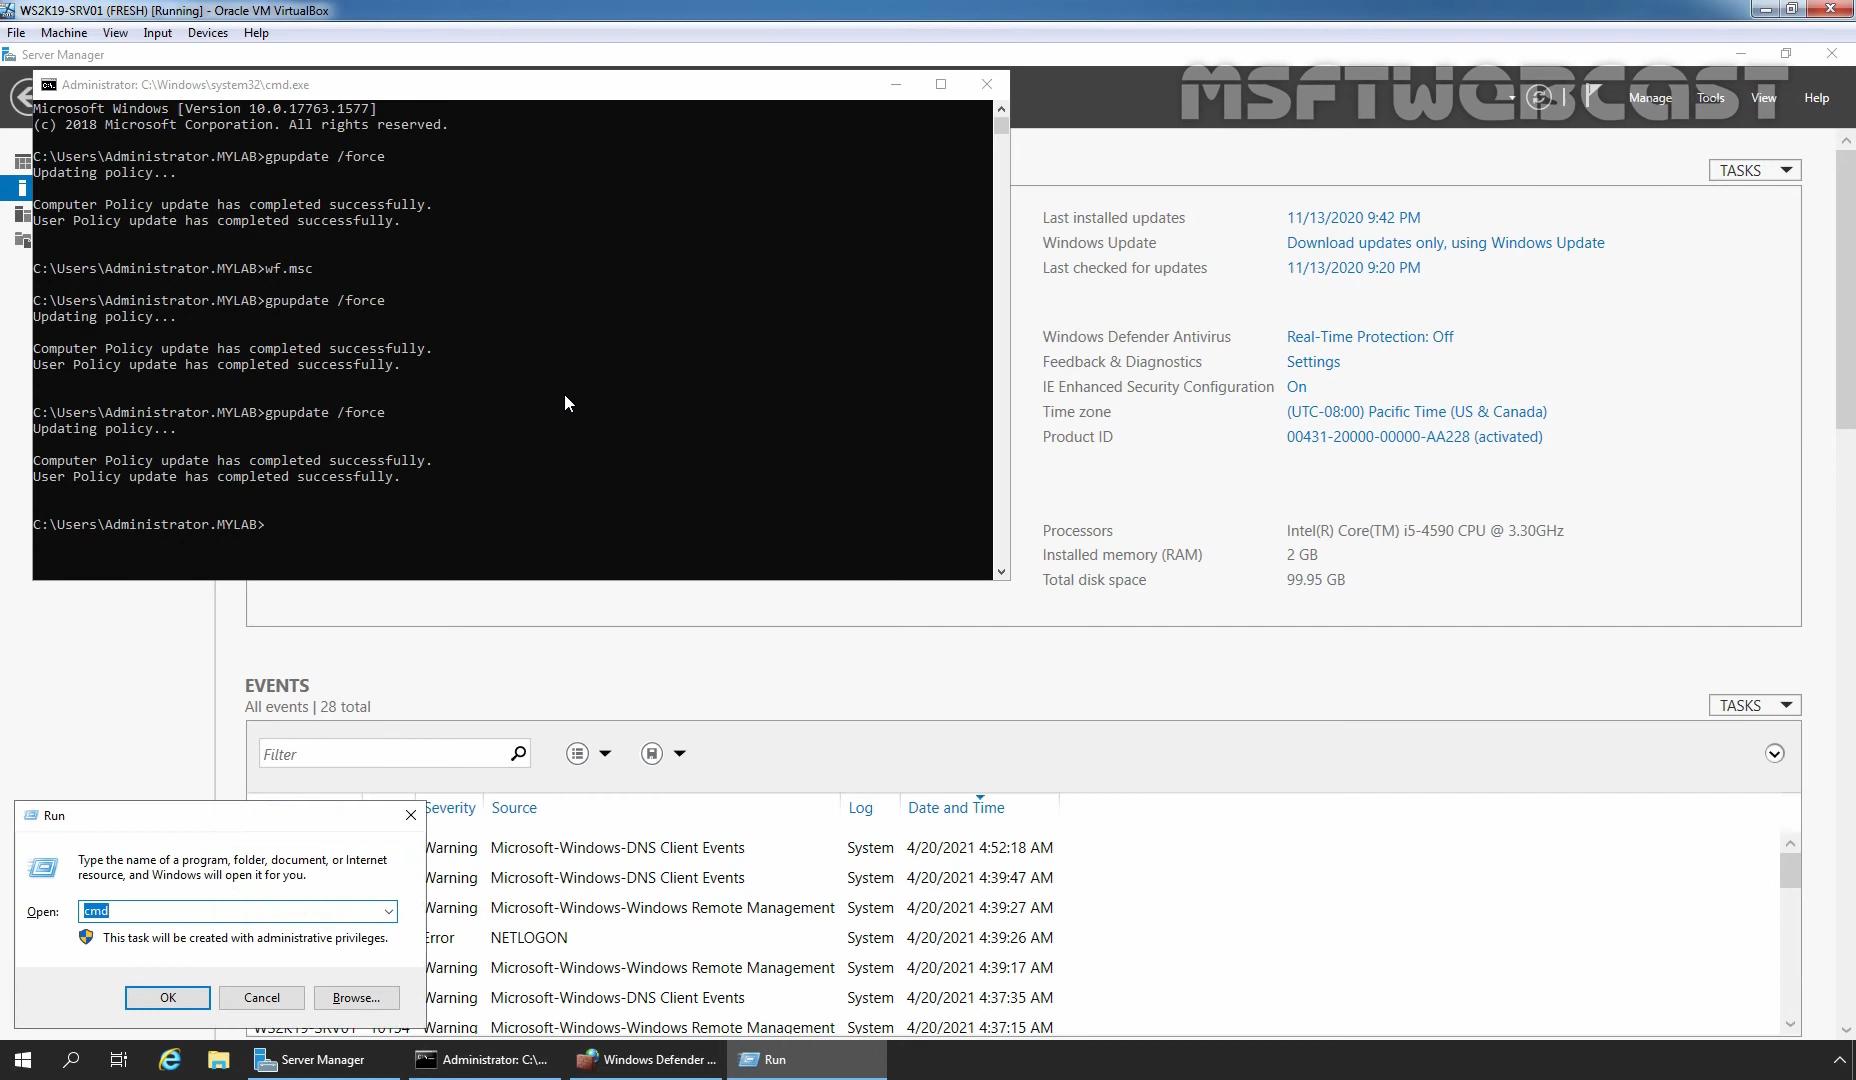 WS2K19-SRV01 (FRESH) [Running] - Oracle VM VirtualBox
File Machine View Input Devices Help
Server Manager
Administrator: C:\Windows\system32\cmd.exe
MSFTWEBCAST
Manage Tools View Help
Microsoft Windows [Version 10.0.17763.1577]
(c) 2018 Microsoft Corporation. All rights reserved.
C:\Users\Administrator.MYLAB>gpupdate /force
Updating policy...
Computer Policy update has completed successfully.
User Policy update has completed successfully.
C:\Users\Administrator.MYLAB>wf.msc
C:\Users\Administrator.MYLAB>gpupdate /force
Updating policy...
Computer Policy update has completed successfully.
User Policy update has completed successfully.
C:\Users\Administrator.MYLAB>gpupdate /force
Updating policy...
Computer Policy update has completed successfully.
User Policy update has completed successfully.
C:\Users\Administrator.MYLAB>
TASKS
Last installed updates 11/13/2020 9:42 PM
Windows Update Download updates only, using Windows Update
Last checked for updates 11/13/2020 9:20 PM
Windows Defender Antivirus Real-Time Protection: Off
Feedback & Diagnostics Settings
IE Enhanced Security Configuration On
Time zone (UTC-08:00) Pacific Time (US & Canada)
Product ID 00431-20000-00000-AA228 (activated)
Processors Intel(R) Core(TM) i5-4590 CPU @ 3.30GHz
Installed memory (RAM) 2 GB
Total disk space 99.95 GB
EVENTS
All events | 28 total
TASKS
Filter
Severity Source Log Date and Time
Warning Microsoft-Windows-DNS Client Events System 4/20/2021 4:52:18 AM
Warning Microsoft-Windows-DNS Client Events System 4/20/2021 4:39:47 AM
Warning Microsoft-Windows-Windows Remote Management System 4/20/2021 4:39:27 AM
Error NETLOGON System 4/20/2021 4:39:26 AM
Warning Microsoft-Windows-Windows Remote Management System 4/20/2021 4:39:17 AM
Warning Microsoft-Windows-DNS Client Events System 4/20/2021 4:37:35 AM
WS2K19-SRV01 10154 Warning Microsoft-Windows-Windows Remote Management System 4/20/2021 4:37:15 AM
Run
Type the name of a program, folder, document, or Internet
resource, and Windows will open it for you.
Open: cmd
This task will be created with administrative privileges.
OK Cancel Browse...
Server Manager Administrator: C:\... Windows Defender ... Run